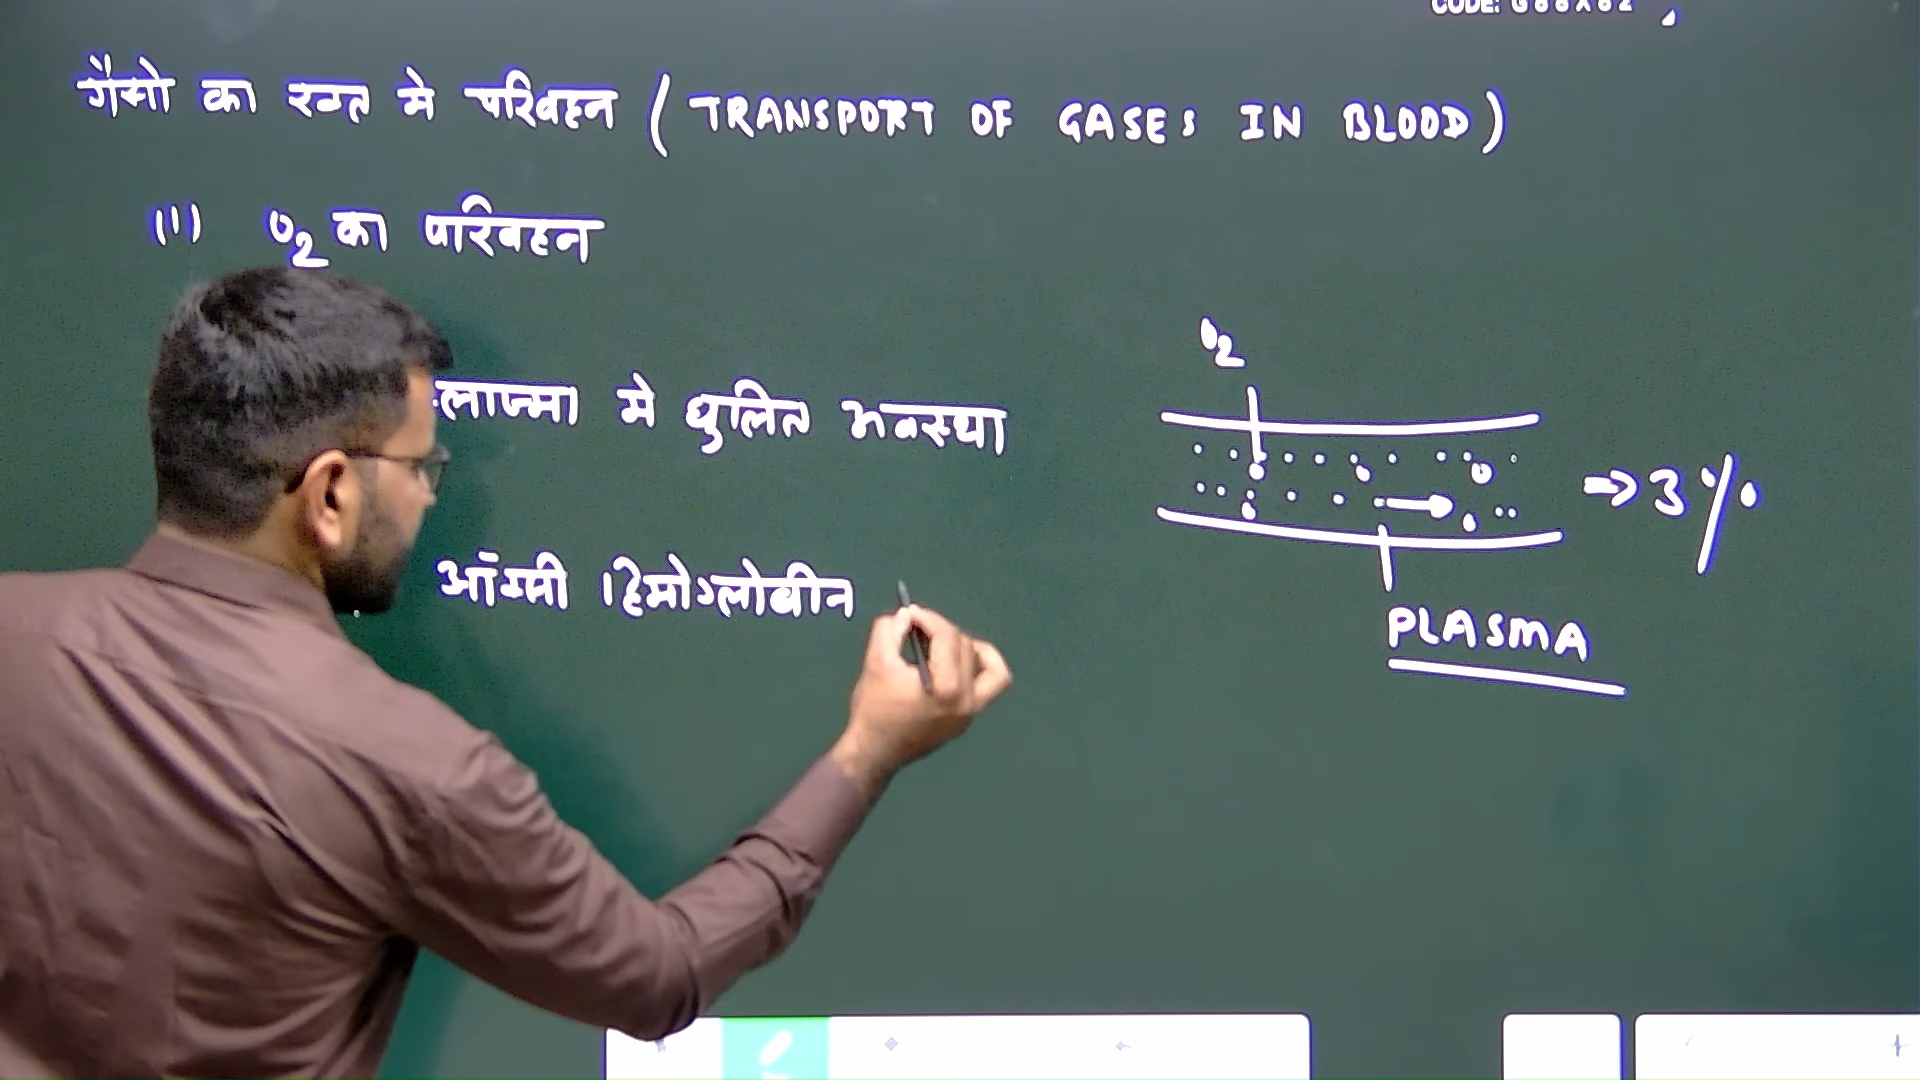 गैसो का रक्त मे परिवहन (TRANSPORT OF GASES IN BLOOD)
(1) O₂ का परिवहन
लाज्मा मे घुलित अवस्था
ऑक्सी हिमोग्लोबीन
O₂
⇒ 3%
PLASMA